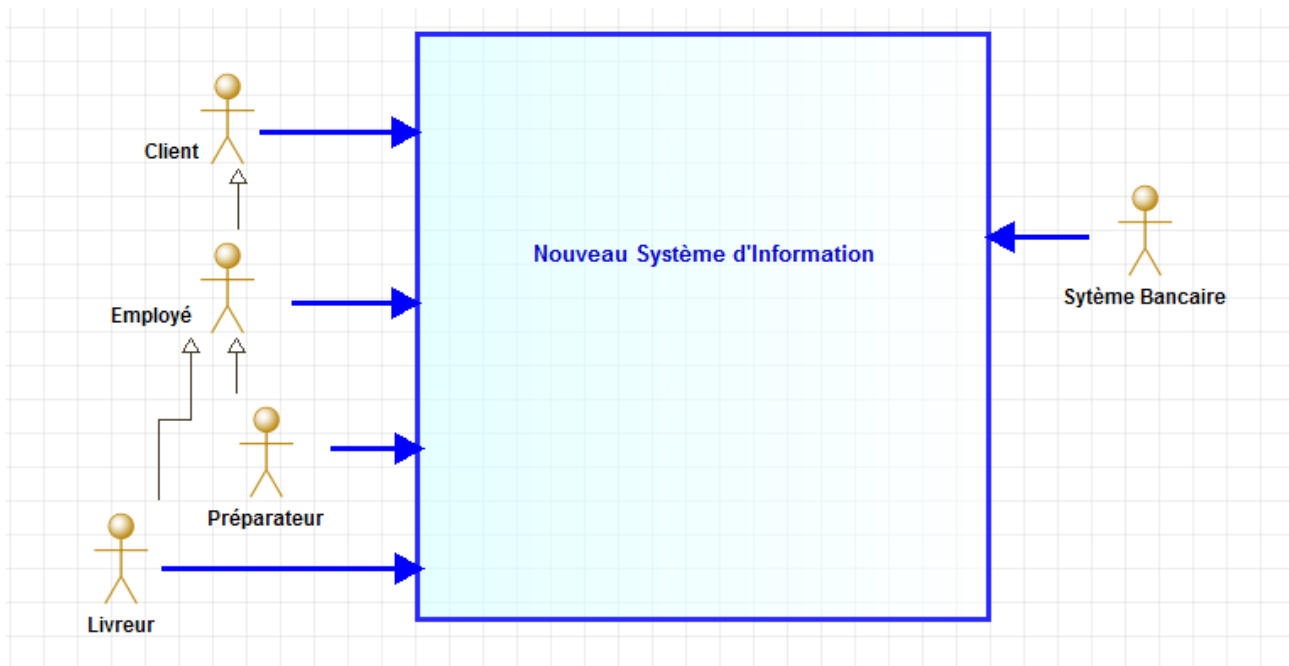 Client
Nouveau Système d'Information
Sytème Bancaire
Employé
Préparateur
Livreur